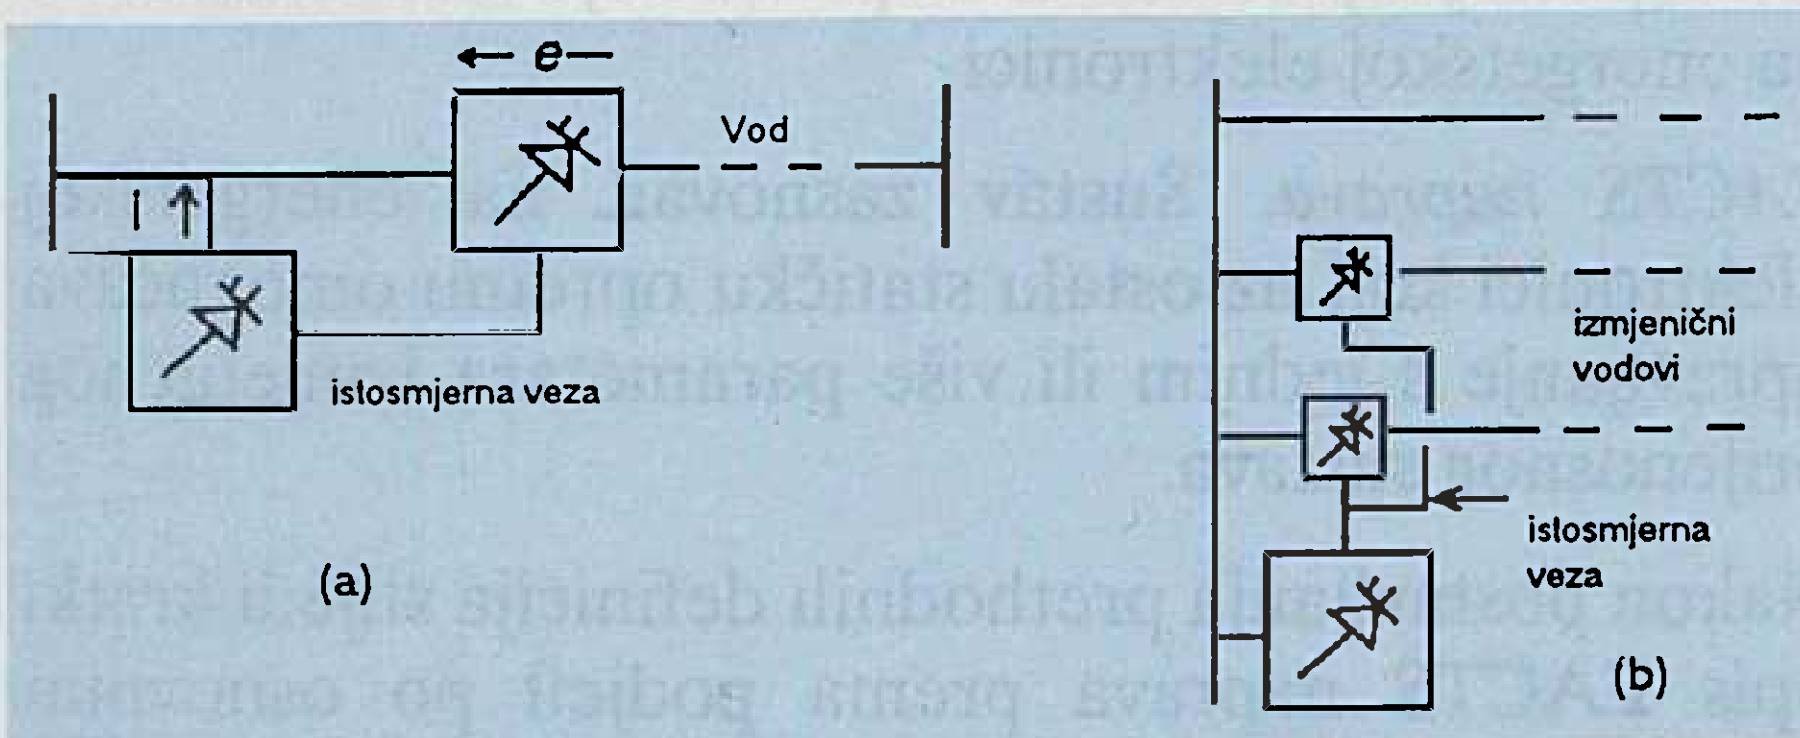 e
Vod
I
istosmjerna veza
(a)
izmjenični
vodovi
istosmjerna
veza
(b)